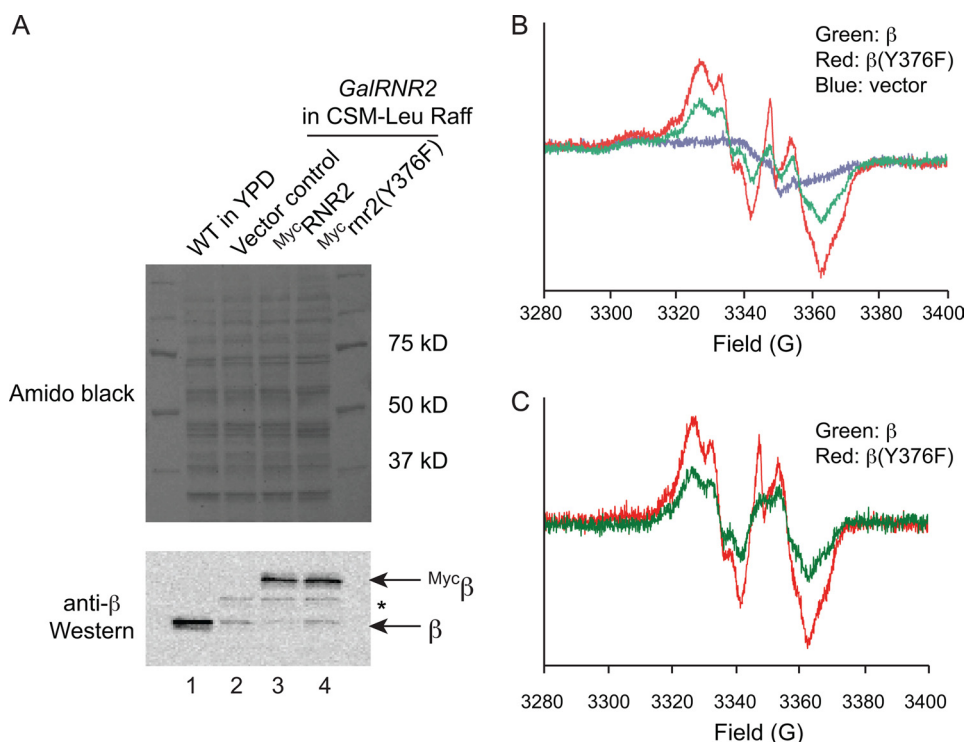 A
GalRNR2
in CSM-Leu Raff
WT in YPD
Vector control
MycRNR2
Mycrnr2(Y376F)
Amido black
75 kD
50 kD
37 kD
anti-β
Western
Mycβ
*
β
1 2 3 4
B
Green: β
Red: β(Y376F)
Blue: vector
3280 3300 3320 3340 3360 3380 3400
Field (G)
C
Green: β
Red: β(Y376F)
3280 3300 3320 3340 3360 3380 3400
Field (G)